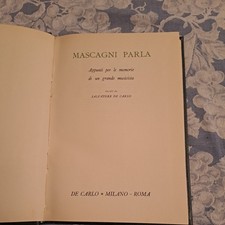 MASCAGNI PARLA
Appunti per le memorie
di un grande musicista
SALVATORE DE CARLO
DE CARLO • MILANO - ROMA